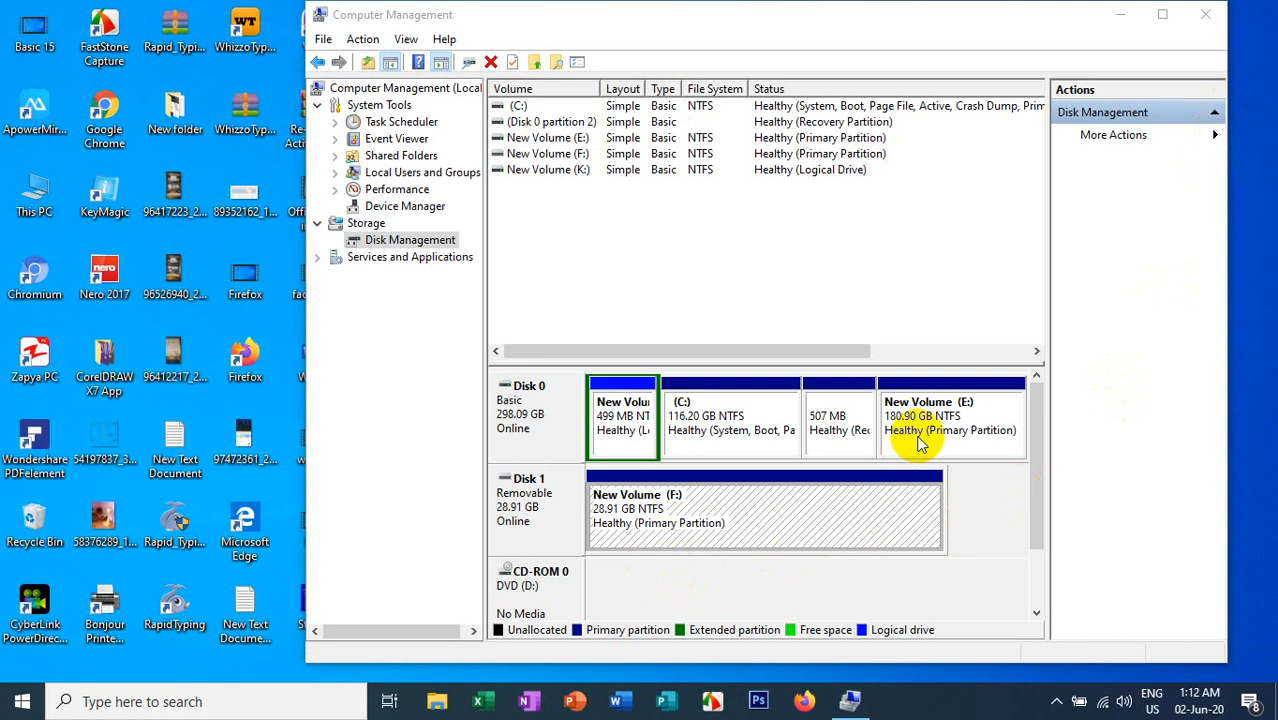 Basic 15
FastStone
Capture
Rapid_Typi...
WhizzoTyp...
ApowerMir...
Google
Chrome
New folder
WhizzoTyp...
This PC
KeyMagic
96417223_2...
89352162_1...
Chromium
Nero 2017
96526940_2...
Firefox
Zapya PC
CorelDRAW
X7 App
96412217_2...
Firefox
Wondershare
PDFelement
54197837_3...
New Text
Document
97472361_2...
Recycle Bin
58376289_1...
Rapid_Typi...
Microsoft
Edge
CyberLink
PowerDirec...
Bonjour
Printe...
RapidTyping
New Text
Docume...
Computer Management
File Action View Help
Computer Management (Local
System Tools
Task Scheduler
Event Viewer
Shared Folders
Local Users and Groups
Performance
Device Manager
Storage
Disk Management
Services and Applications
Volume Layout Type File System Status
(C:) Simple Basic NTFS Healthy (System, Boot, Page File, Active, Crash Dump, Prim
(Disk 0 partition 2) Simple Basic Healthy (Recovery Partition)
New Volume (E:) Simple Basic NTFS Healthy (Primary Partition)
New Volume (F:) Simple Basic NTFS Healthy (Primary Partition)
New Volume (K:) Simple Basic NTFS Healthy (Logical Drive)
Actions
Disk Management
More Actions
Disk 0
Basic
298.09 GB
Online
New Volu
499 MB NT
Healthy (L
(C:)
116.20 GB NTFS
Healthy (System, Boot, Pa
507 MB
Healthy (Rec
New Volume (E:)
180.90 GB NTFS
Healthy (Primary Partition)
Disk 1
Removable
28.91 GB
Online
New Volume (F:)
28.91 GB NTFS
Healthy (Primary Partition)
CD-ROM 0
DVD (D:)
No Media
Unallocated Primary partition Extended partition Free space Logical drive
Type here to search
ENG
US
1:12 AM
02-Jun-20
8